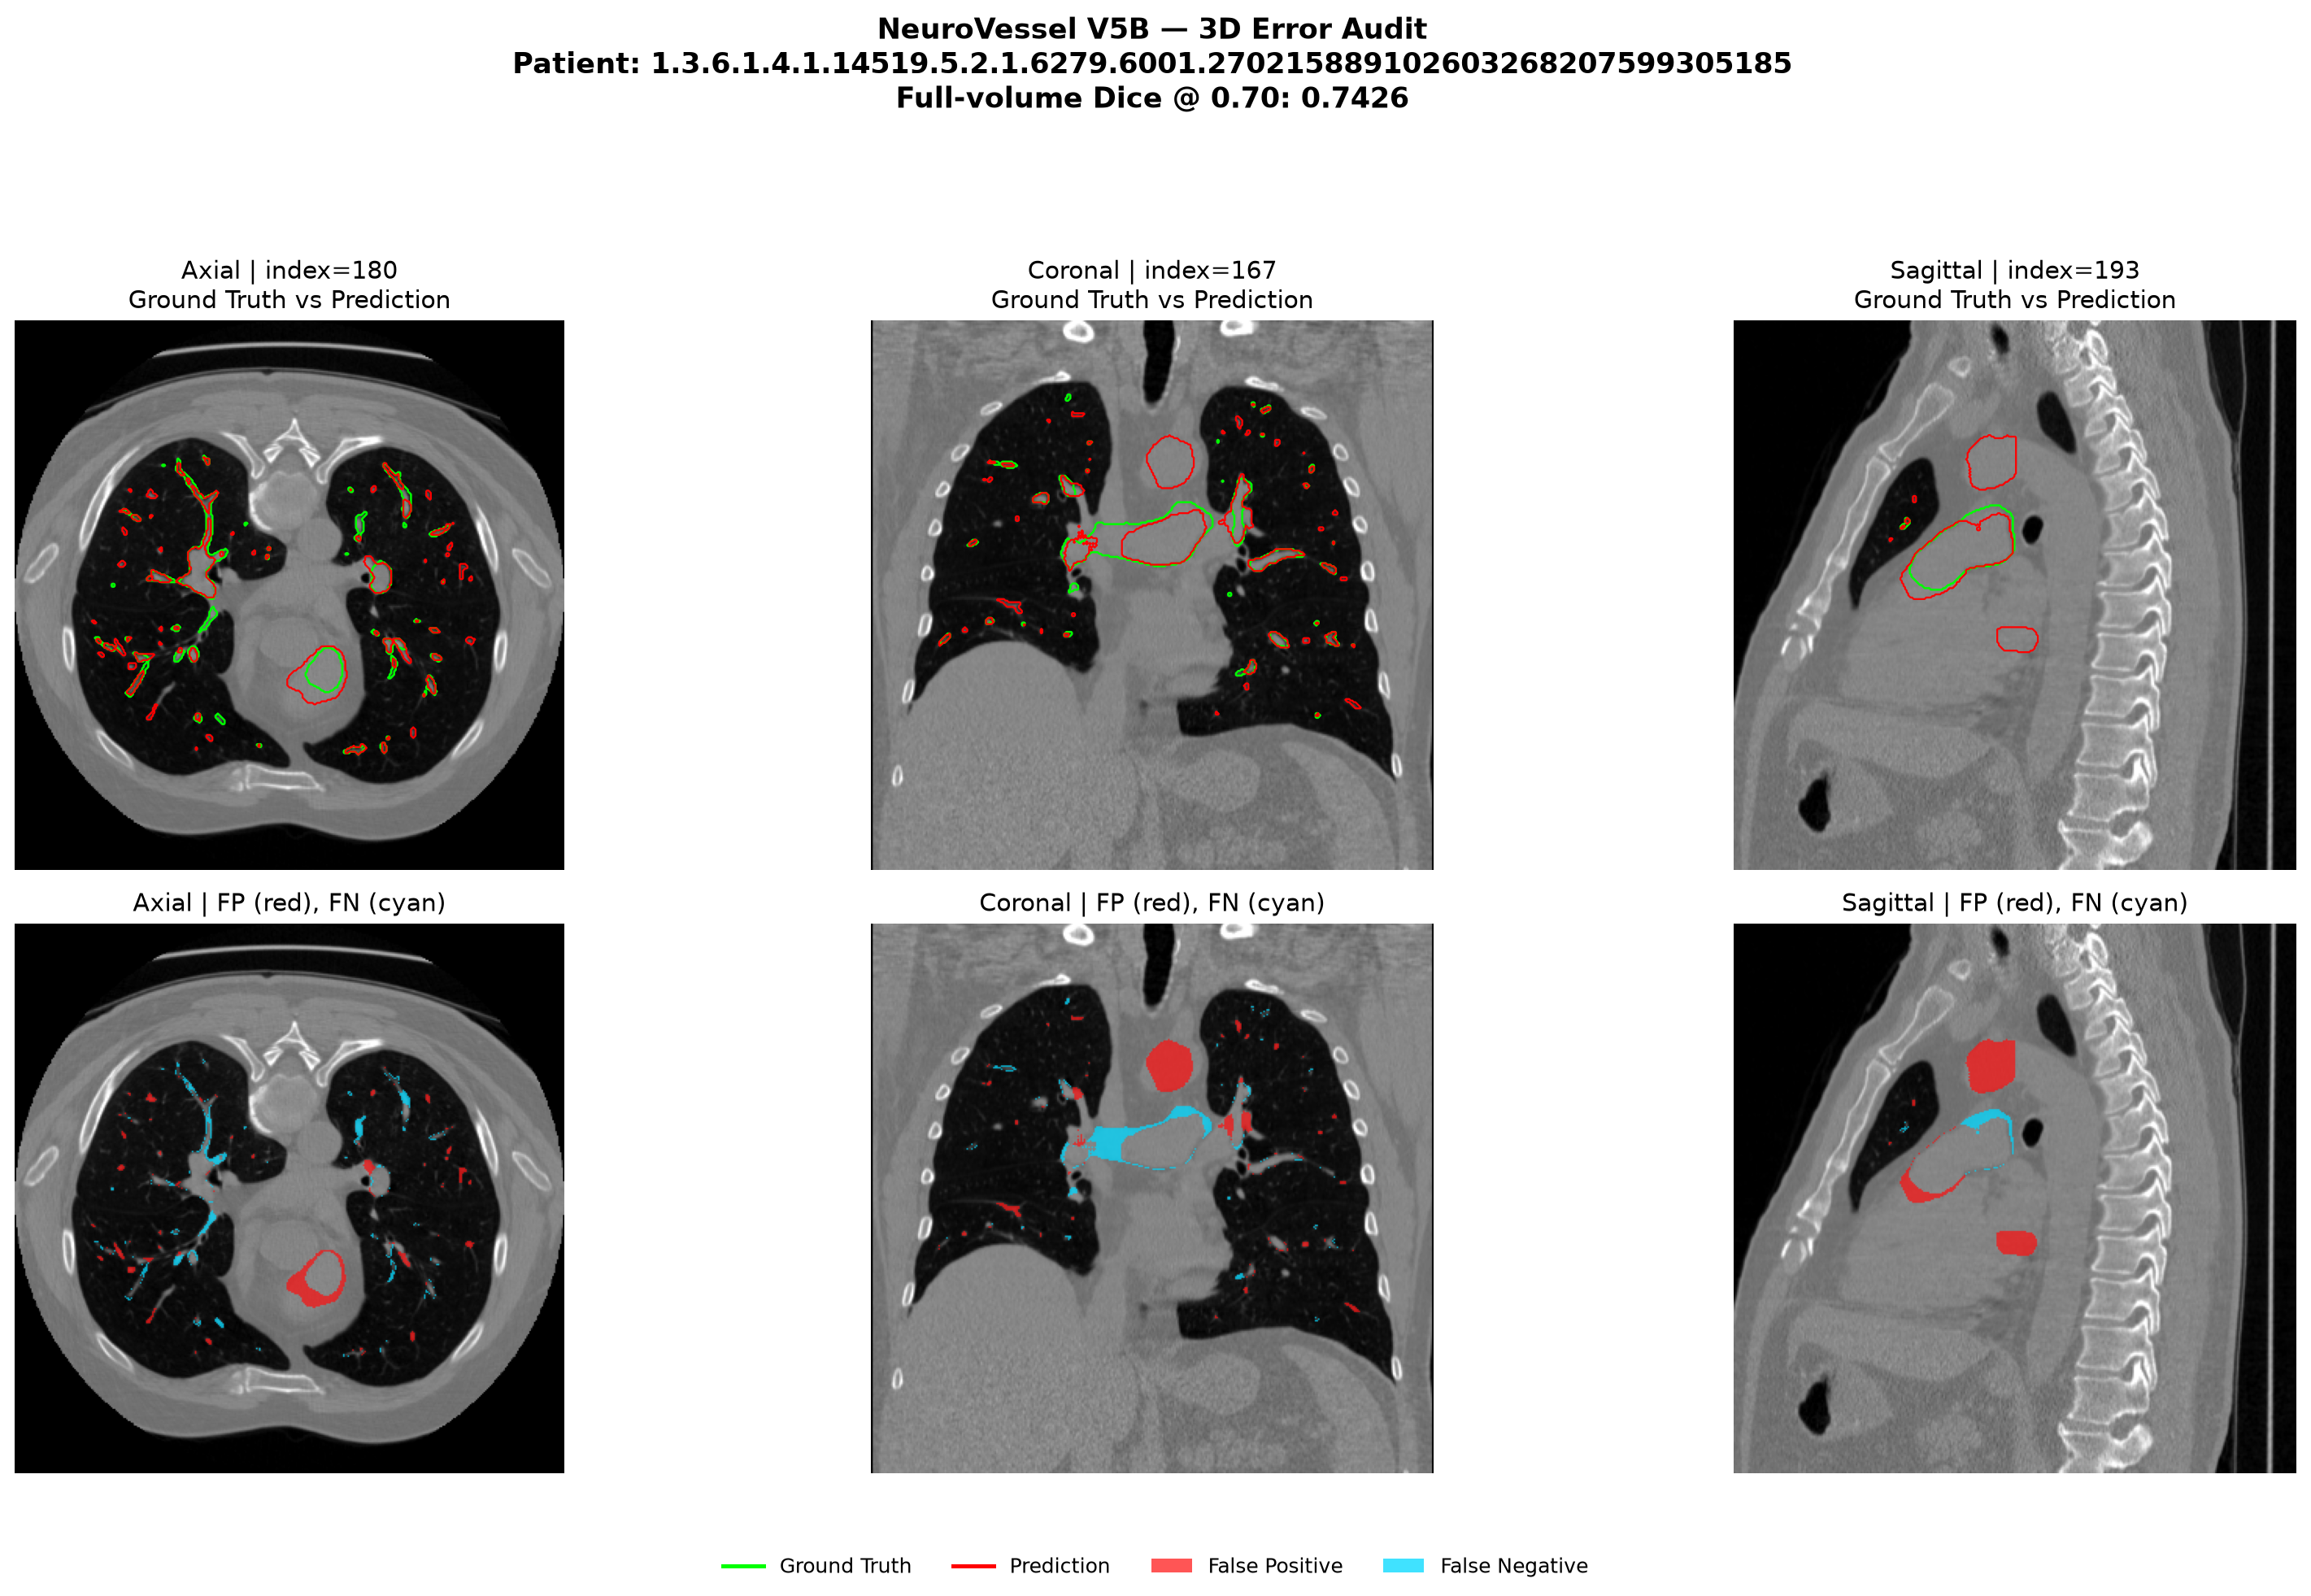 NeuroVessel V5B — 3D Error Audit
Patient: 1.3.6.1.4.1.14519.5.2.1.6279.6001.270215889102603268207599305185
Full-volume Dice @ 0.70: 0.7426
Axial | index=180
Ground Truth vs Prediction
Coronal | index=167
Ground Truth vs Prediction
Sagittal | index=193
Ground Truth vs Prediction
Axial | FP (red), FN (cyan)
Coronal | FP (red), FN (cyan)
Sagittal | FP (red), FN (cyan)
Ground Truth
Prediction
False Positive
False Negative